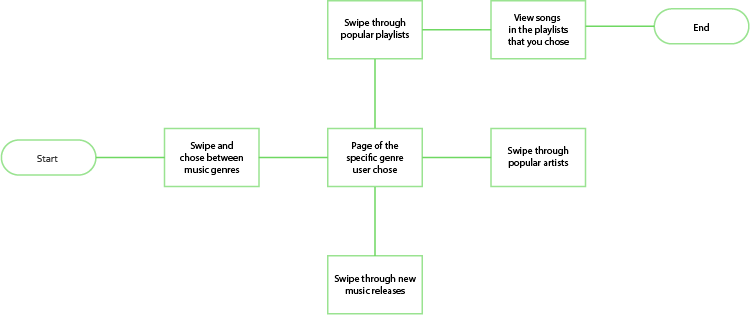 Swipe through
popular playlists
View songs
in the playlists
that you chose
End
Start
Swipe and
chose between
music genres
Page of the
specific genre
user chose
Swipe through
popular artists
Swipe through new
music releases